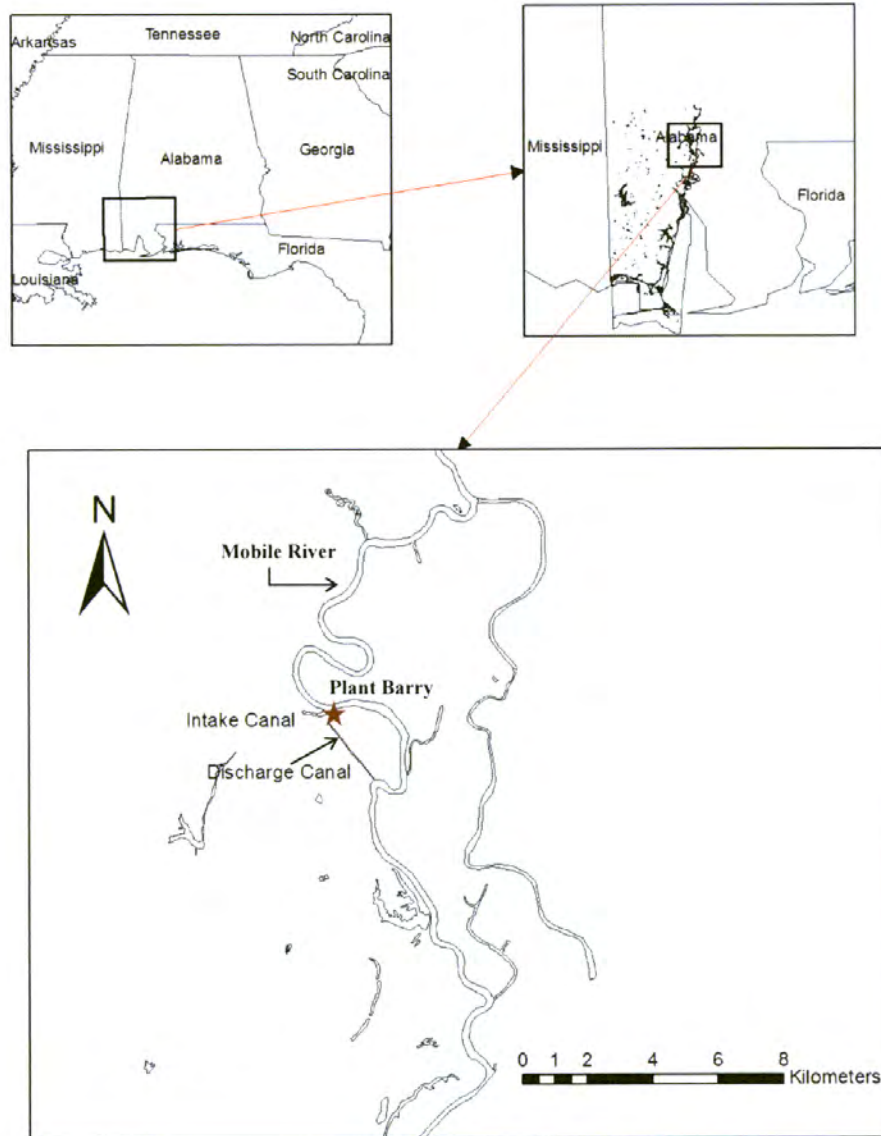 Arkansas
Tennessee
North Carolina
South Carolina
Mississippi
Alabama
Georgia
Florida
Louisiana
Mississippi
Alabama
Florida
N
Mobile River
Plant Barry
Intake Canal
Discharge Canal
0 1 2 4 6 8
Kilometers